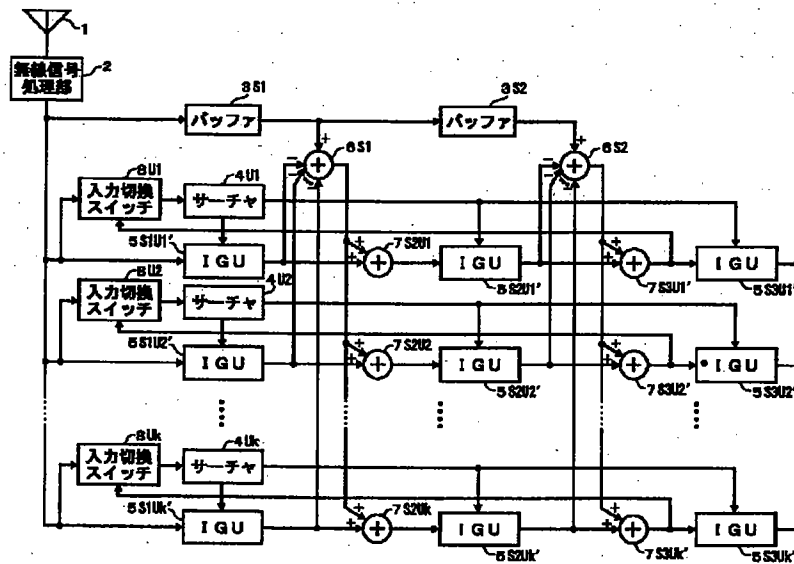 1
2
無線信号
処理部
3S1
バッファ
3S2
バッファ
+
6S1
+
6S2
8U1
入力切換
スイッチ
4U1
サーチャ
5S1U1'
IGU
7S2U1
IGU
5S2U1'
7S3U1'
IGU
5S3U1'
8U2
入力切換
スイッチ
4U2
サーチャ
5S1U2'
IGU
7S2U2
IGU
5S2U2'
7S3U2'
IGU
5S3U2'
8Uk
入力切換
スイッチ
4Uk
サーチャ
5S1Uk'
IGU
7S2Uk
IGU
5S2Uk'
7S3Uk'
IGU
5S3Uk'